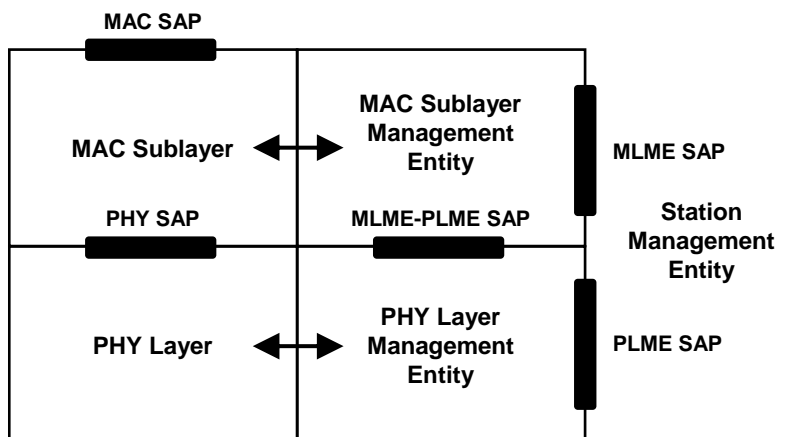 MAC SAP
MAC Sublayer
MAC Sublayer
Management
Entity
MLME SAP
PHY SAP
MLME-PLME SAP
Station
Management
Entity
PHY Layer
PHY Layer
Management
Entity
PLME SAP